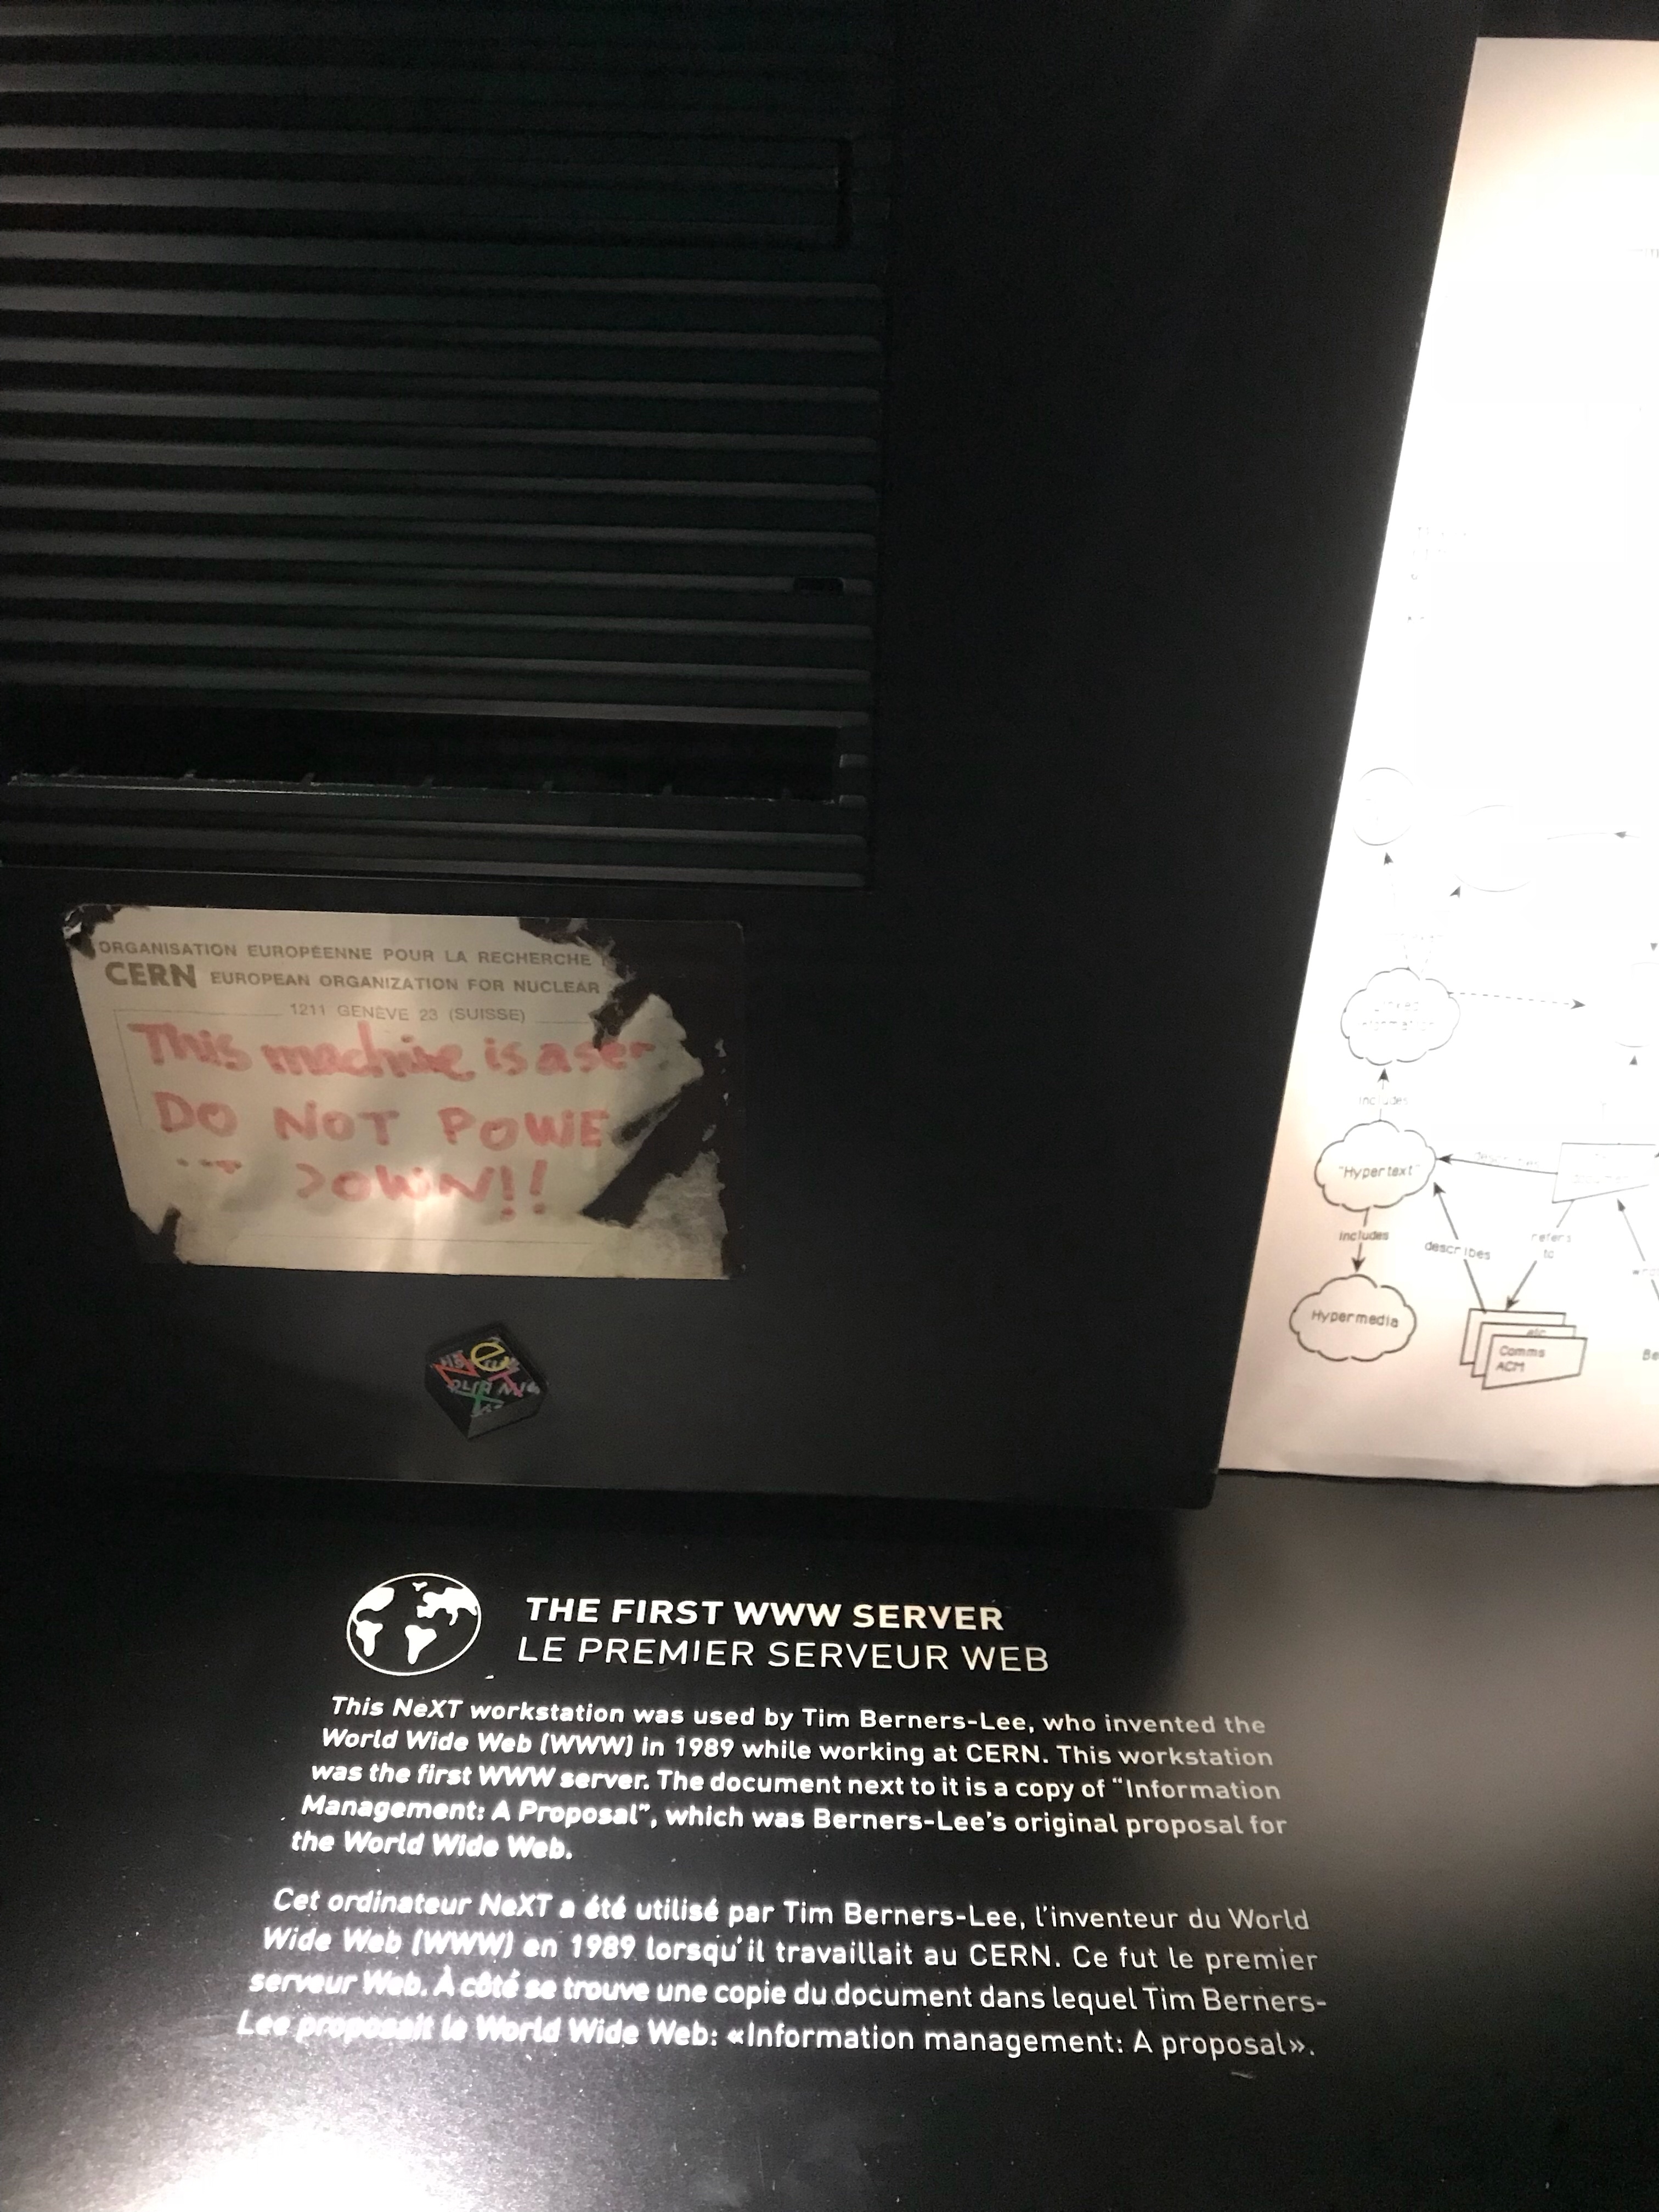 ORGANISATION EUROPÉENNE POUR LA RECHERCHE
CERN EUROPEAN ORGANIZATION FOR NUCLEAR
1211 GENÈVE 23 (SUISSE)
This machine is a ser
DO NOT POWE
DOWN!!
NeXT
includes
"Hypertext"
includes
describes
refers
to
Hypermedia
etc
Comms
ACM
THE FIRST WWW SERVER
LE PREMIER SERVEUR WEB
This NeXT workstation was used by Tim Berners-Lee, who invented the
World Wide Web (WWW) in 1989 while working at CERN. This workstation
was the first WWW server. The document next to it is a copy of “Information
Management: A Proposal”, which was Berners-Lee’s original proposal for
the World Wide Web.
Cet ordinateur NeXT a été utilisé par Tim Berners-Lee, l’inventeur du World
Wide Web (WWW) en 1989 lorsqu’il travaillait au CERN. Ce fut le premier
serveur Web. À côté se trouve une copie du document dans lequel Tim Berners-
Lee proposait le World Wide Web: «Information management: A proposal».